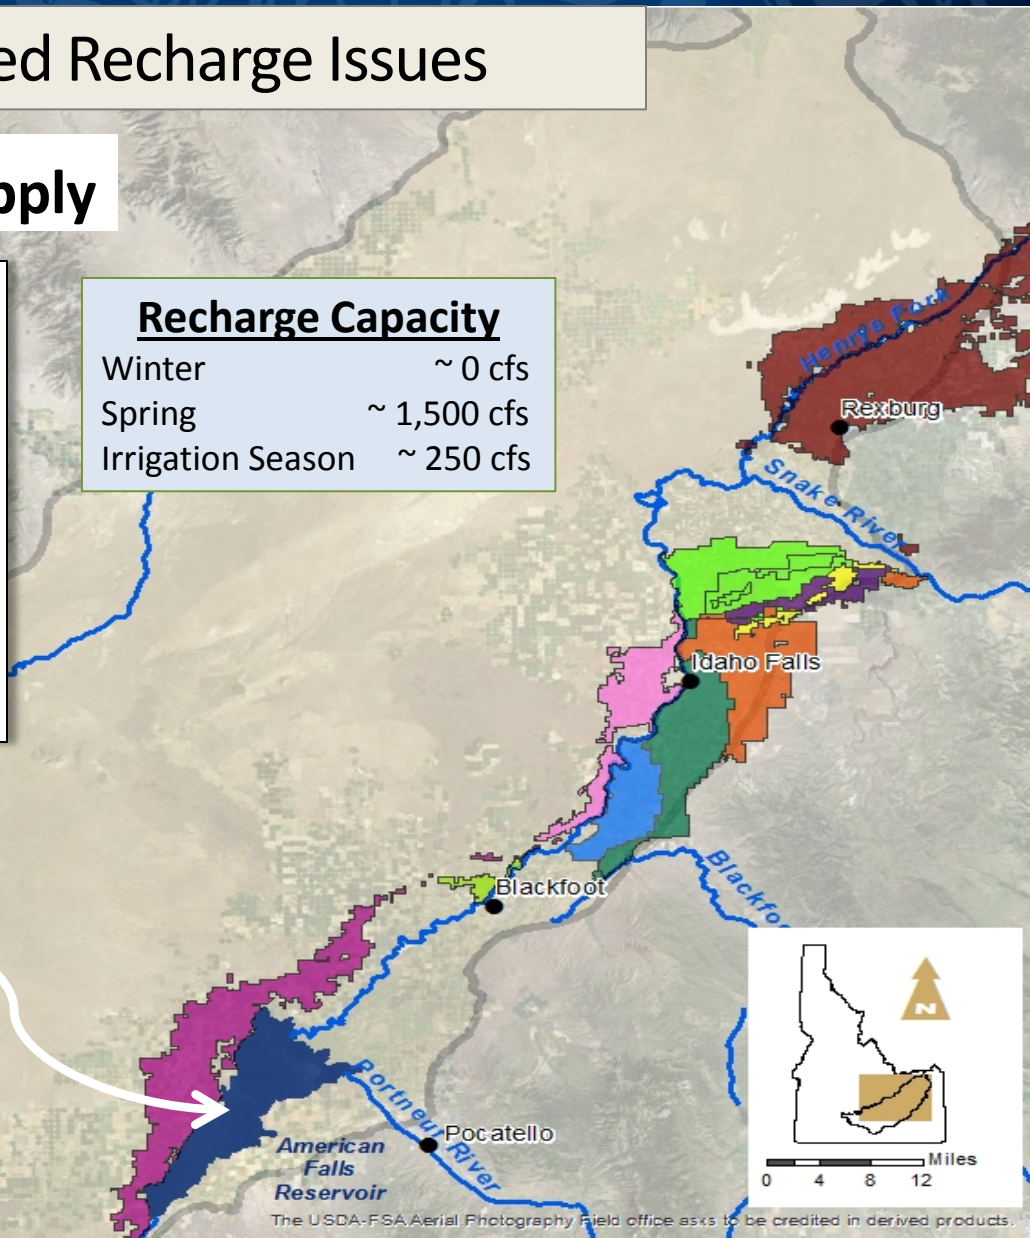 ed Recharge Issues
pply
Recharge Capacity
Winter ~ 0 cfs
Spring ~ 1,500 cfs
Irrigation Season ~ 250 cfs
Henrys Fork
Rexburg
Snake River
Idaho Falls
Blackfoot
Blackfoo
Portneuf River
Pocatello
American
Falls
Reservoir
N
Miles
0 4 8 12
The USDA-FSA Aerial Photography Field office asks to be credited in derived products.